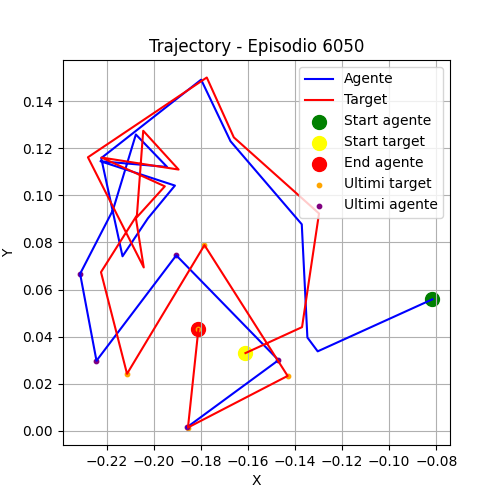 Trajectory - Episodio 6050
Agente
Target
Start agente
Start target
End agente
Ultimi target
Ultimi agente
0.14
0.12
0.10
0.08
0.06
0.04
0.02
0.00
Y
−0.22 −0.20 −0.18 −0.16 −0.14 −0.12 −0.10 −0.08
X